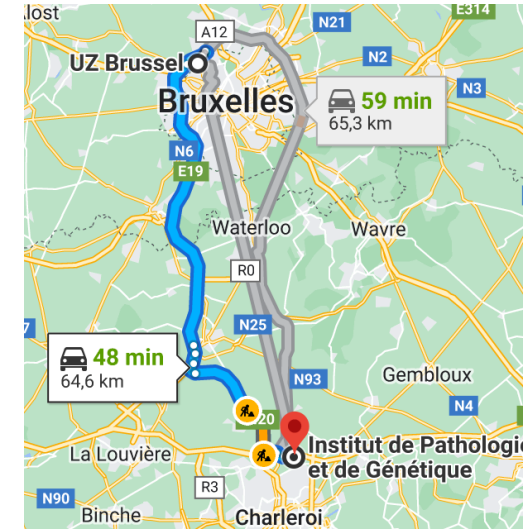 lost
N21
E314
A12
UZ Brussel
N2
Bruxelles
59 min
N3
65,3 km
N6
E19
Waterloo
Wavre
R0
N25
48 min
64,6 km
N93
Gembloux
20
N4
La Louvière
Institut de Pathologie
et de Génétique
R3
N90
Binche
Charleroi